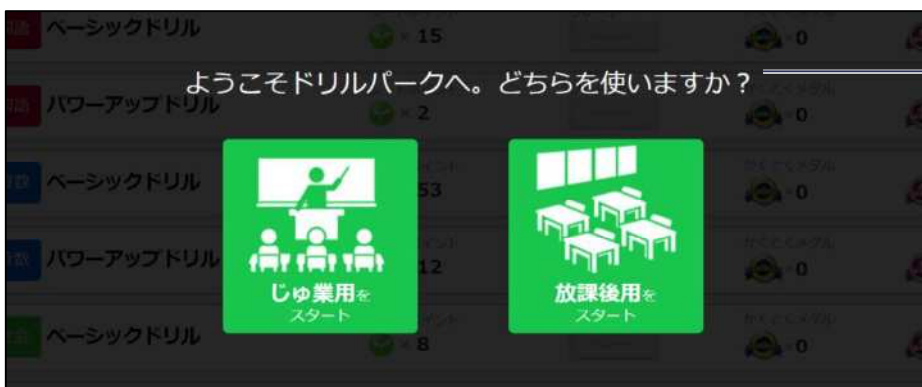 ベーシックドリル
× 15
× 0
ようこそドリルパークへ。どちらを使いますか?
パワーアップドリル
× 2
× 0
ベーシックドリル
53
× 0
パワーアップドリル
12
× 0
じゅ業用を
スタート
放課後用を
スタート
ベーシックドリル
× 8
× 0